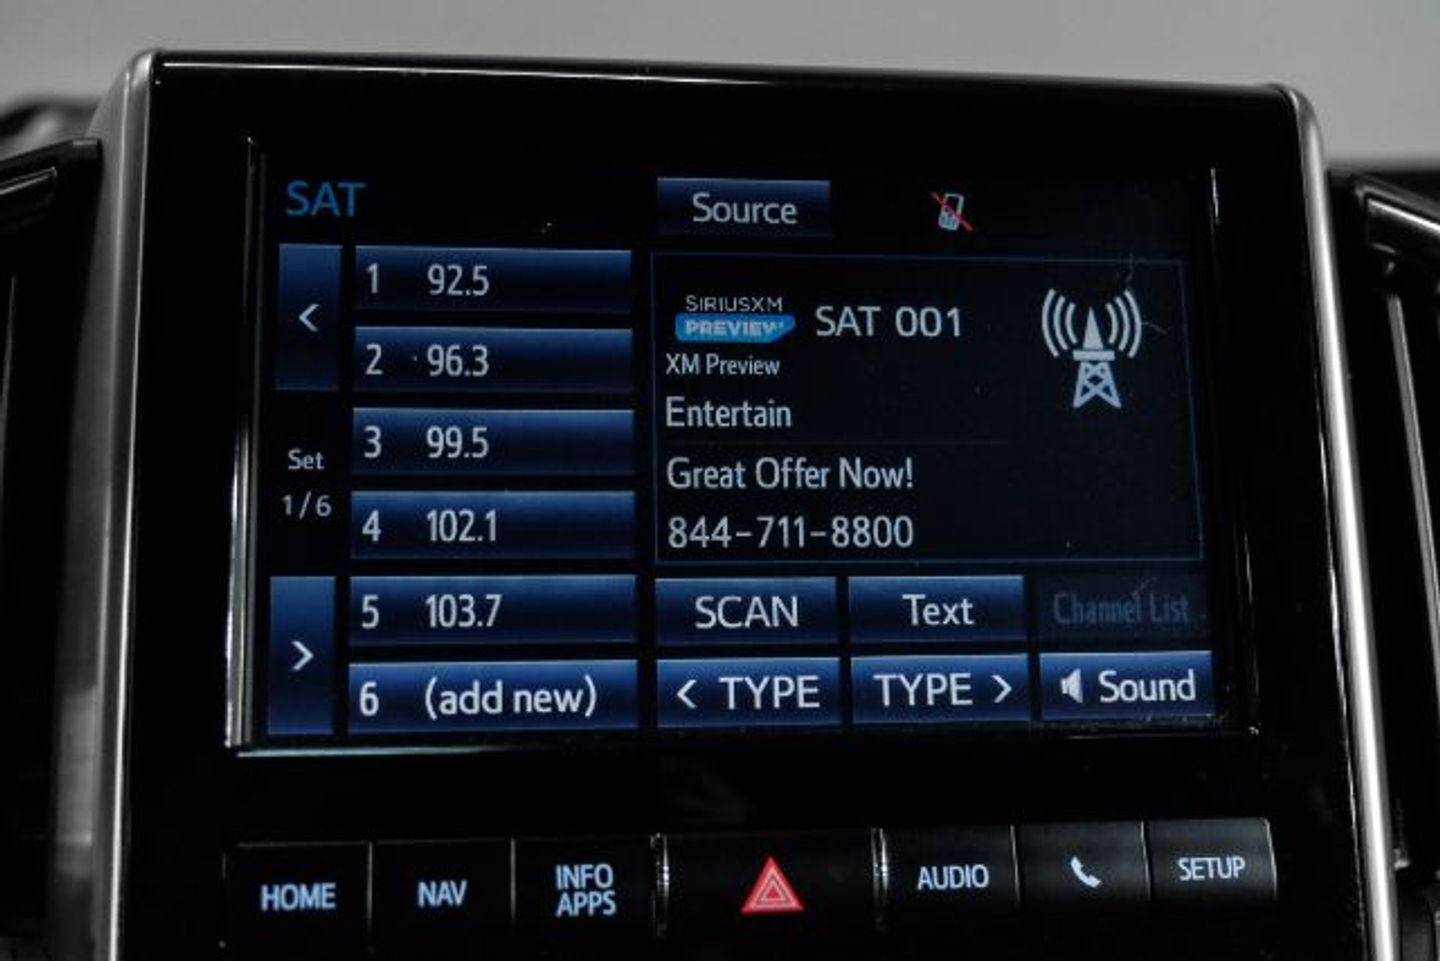 SAT
Source
<
1 92.5
2 96.3
3 99.5
Set
1/6
4 102.1
5 103.7
>
6 (add new)
SIRIUSXM
PREVIEW
SAT 001
XM Preview
Entertain
Great Offer Now!
844-711-8800
SCAN
Text
Channel List
< TYPE
TYPE >
Sound
HOME
NAV
INFO
APPS
AUDIO
SETUP